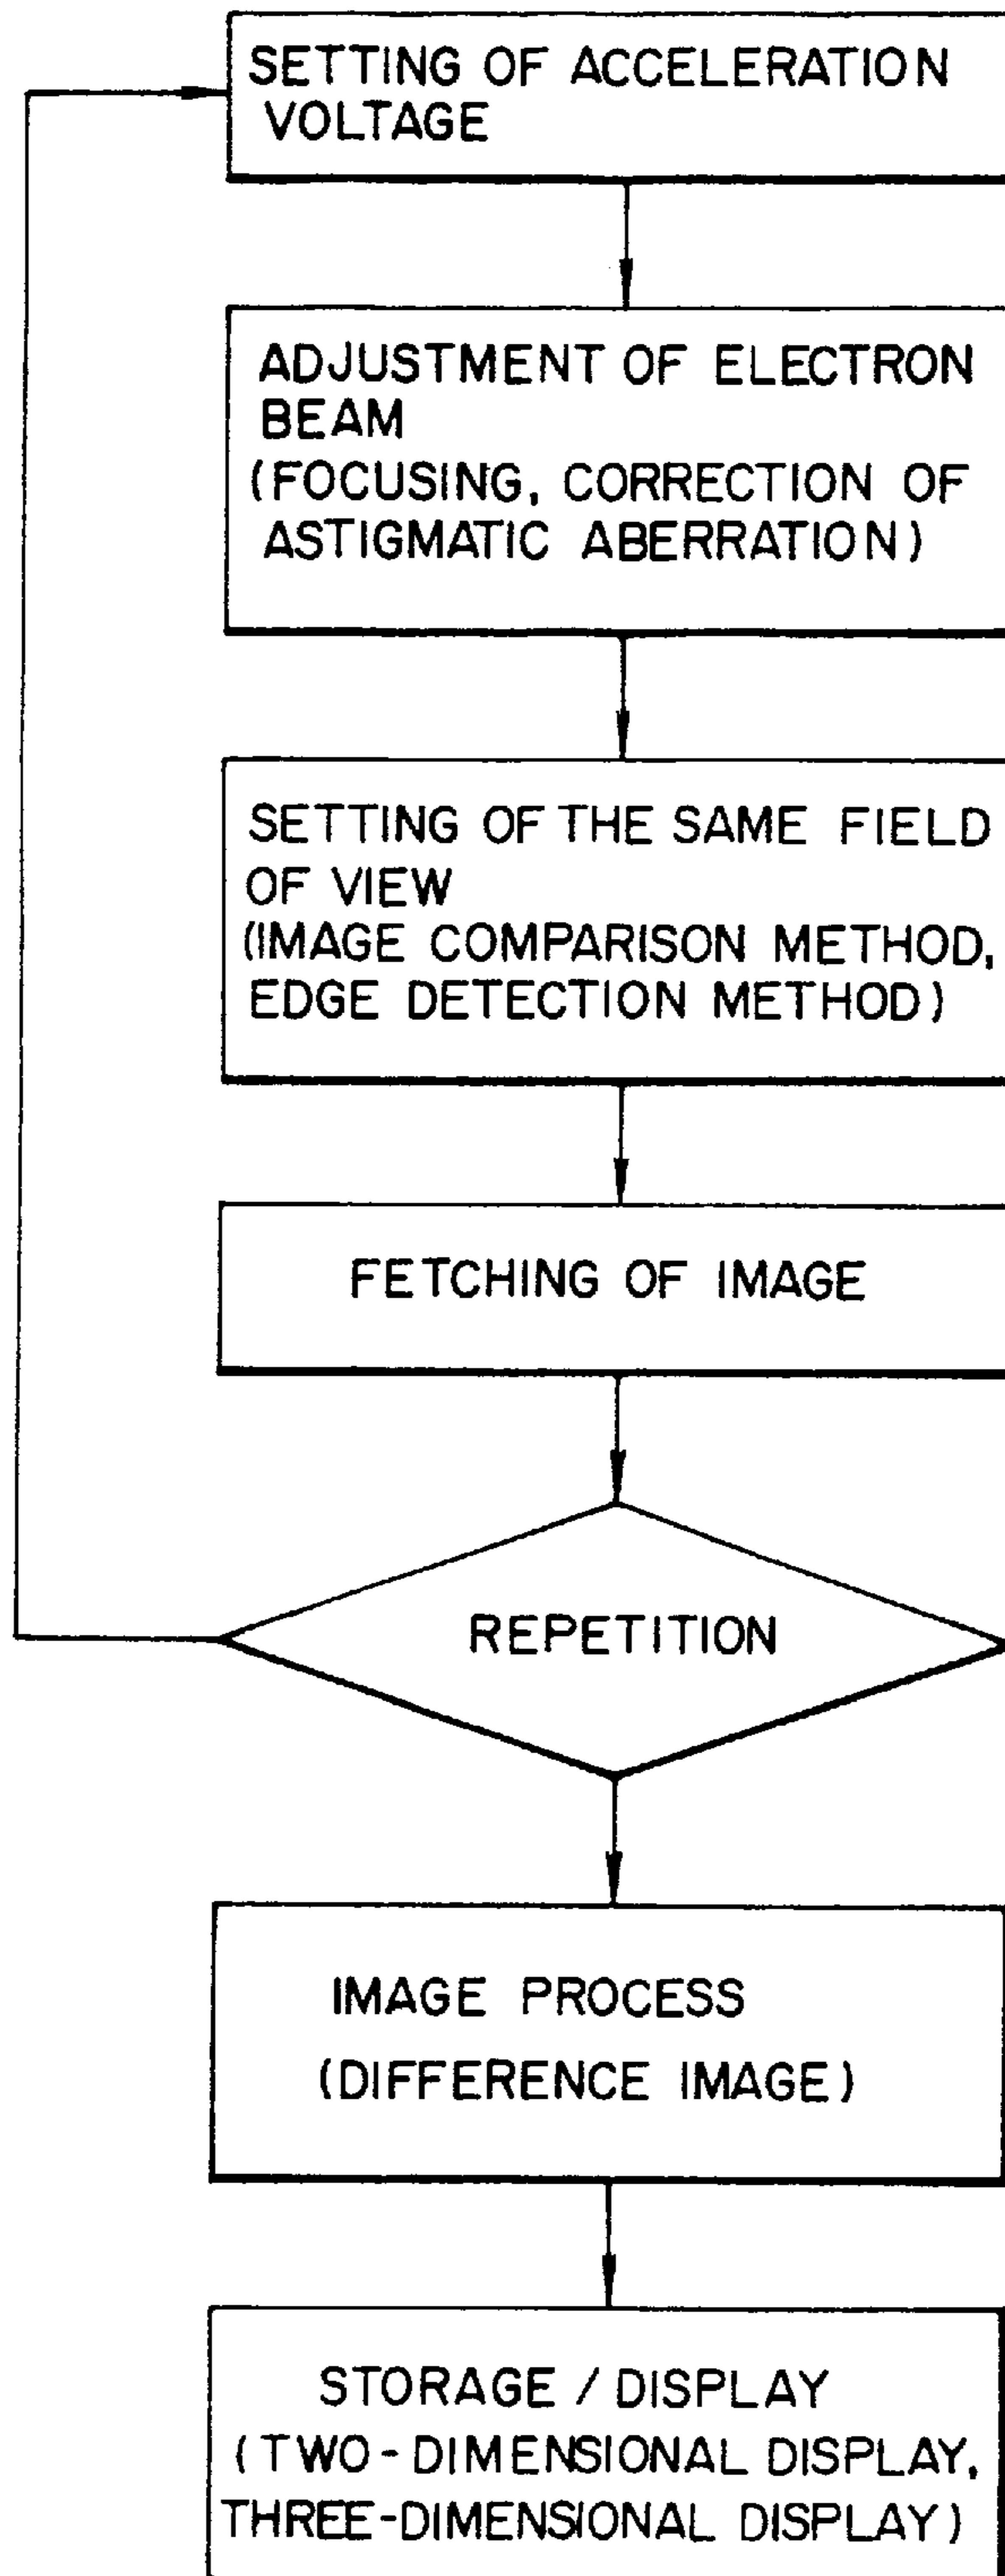 SETTING OF ACCELERATION
VOLTAGE
ADJUSTMENT OF ELECTRON
BEAM
(FOCUSING, CORRECTION OF
ASTIGMATIC ABERRATION)
SETTING OF THE SAME FIELD
OF VIEW
(IMAGE COMPARISON METHOD,
EDGE DETECTION METHOD)
FETCHING OF IMAGE
REPETITION
IMAGE PROCESS
(DIFFERENCE IMAGE)
STORAGE / DISPLAY
(TWO-DIMENSIONAL DISPLAY,
THREE-DIMENSIONAL DISPLAY)